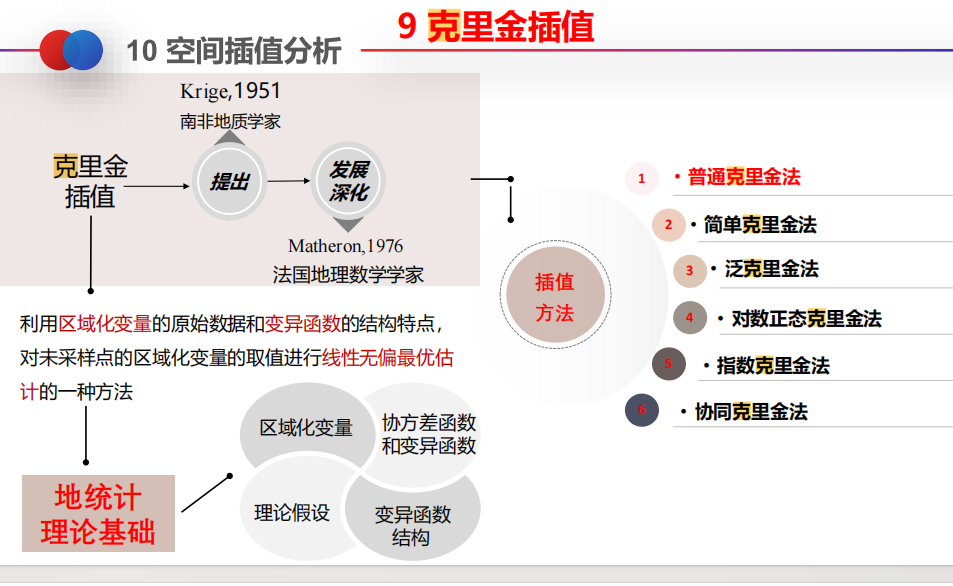 9 克里金插值
10 空间插值分析
Krige,1951
南非地质学家
克里金
插值
提出
发展
深化
Matheron,1976
法国地理数学学家
利用区域化变量的原始数据和变异函数的结构特点，
对未采样点的区域化变量的取值进行线性无偏最优估
计的一种方法
地统计
理论基础
区域化变量
协方差函数
和变异函数
理论假设
变异函数
结构
插值
方法
1 • 普通克里金法
2 • 简单克里金法
3 • 泛克里金法
4 • 对数正态克里金法
5 • 指数克里金法
6 • 协同克里金法